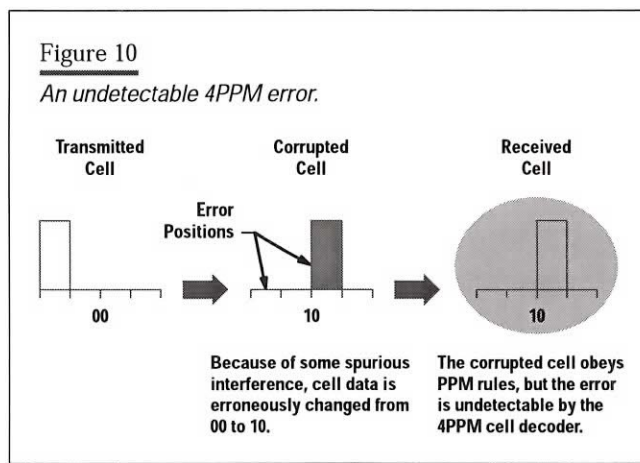 Figure 10
An undetectable 4PPM error.
Transmitted
Cell
Corrupted
Cell
Received
Cell
Error
Positions
00
10
10
Because of some spurious
interference, cell data is
erroneously changed from
00 to 10.
The corrupted cell obeys
PPM rules, but the error
is undetectable by the
4PPM cell decoder.